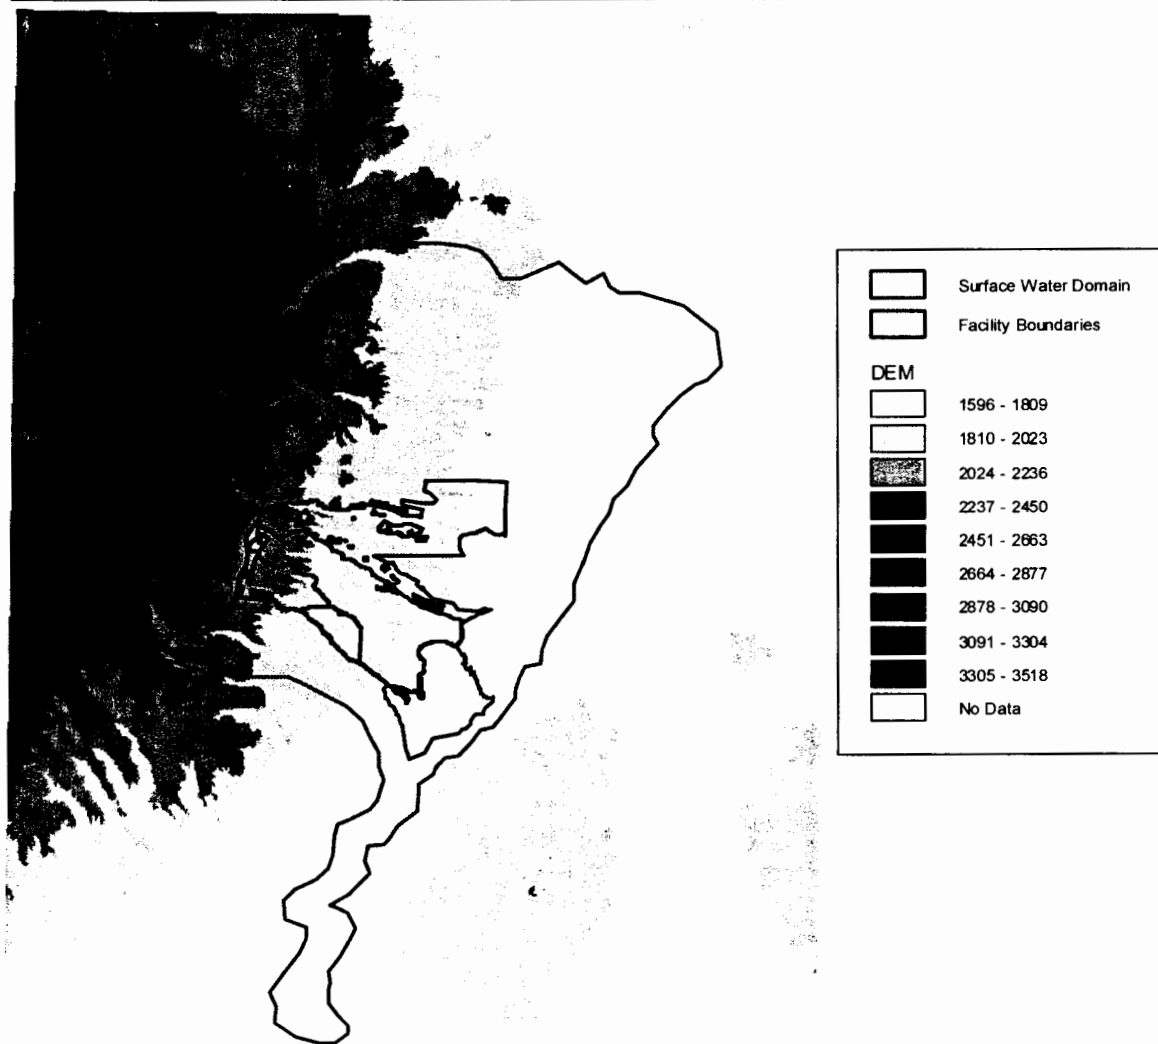 Surface Water Domain
Facility Boundaries
DEM
1596 - 1809
1810 - 2023
2024 - 2236
2237 - 2450
2451 - 2663
2664 - 2877
2878 - 3090
3091 - 3304
3305 - 3518
No Data